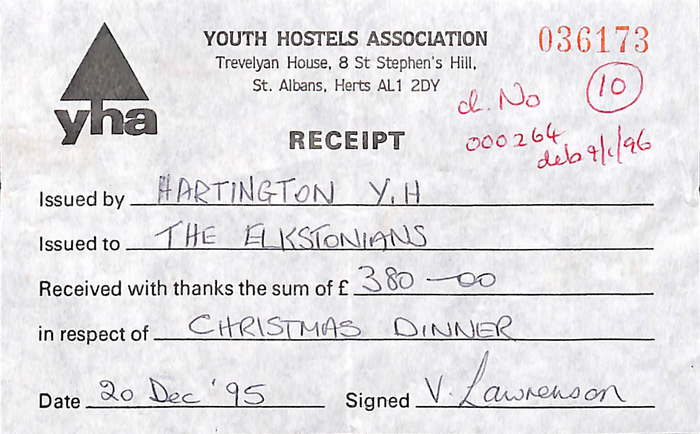 YOUTH HOSTELS ASSOCIATION
036173
Trevelyan House, 8 St Stephen's Hill,
St. Albans, Herts AL1 2DY
yha
ch. No
10
000264
deb 9/1/96
RECEIPT
Issued by HARTINGTON Y.H
Issued to THE ELKSTONIANS
Received with thanks the sum of £ 380-00
in respect of CHRISTMAS DINNER
Date 20 Dec '95 Signed V. Lawrenson